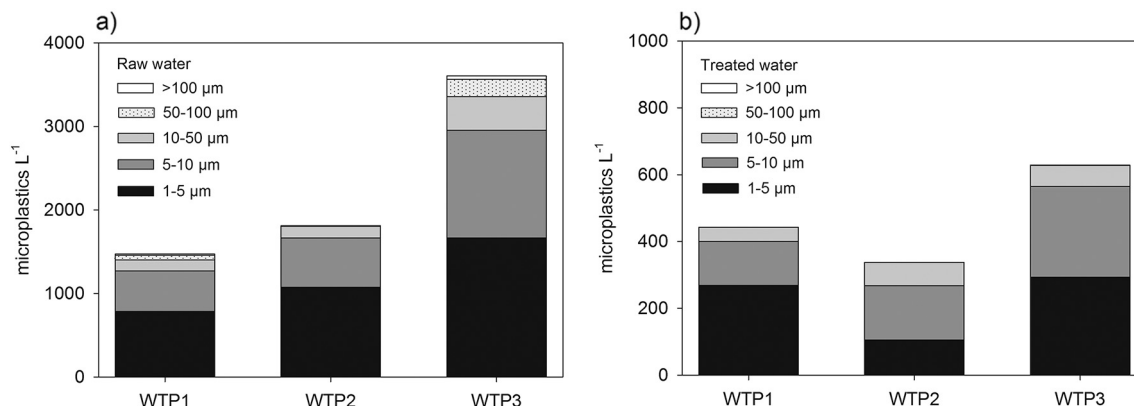 a)
4000
3000
2000
1000
0
microplastics L⁻¹
Raw water
>100 µm
50-100 µm
10-50 µm
5-10 µm
1-5 µm
WTP1 WTP2 WTP3
b)
1000
800
600
400
200
0
microplastics L⁻¹
Treated water
>100 µm
50-100 µm
10-50 µm
5-10 µm
1-5 µm
WTP1 WTP2 WTP3